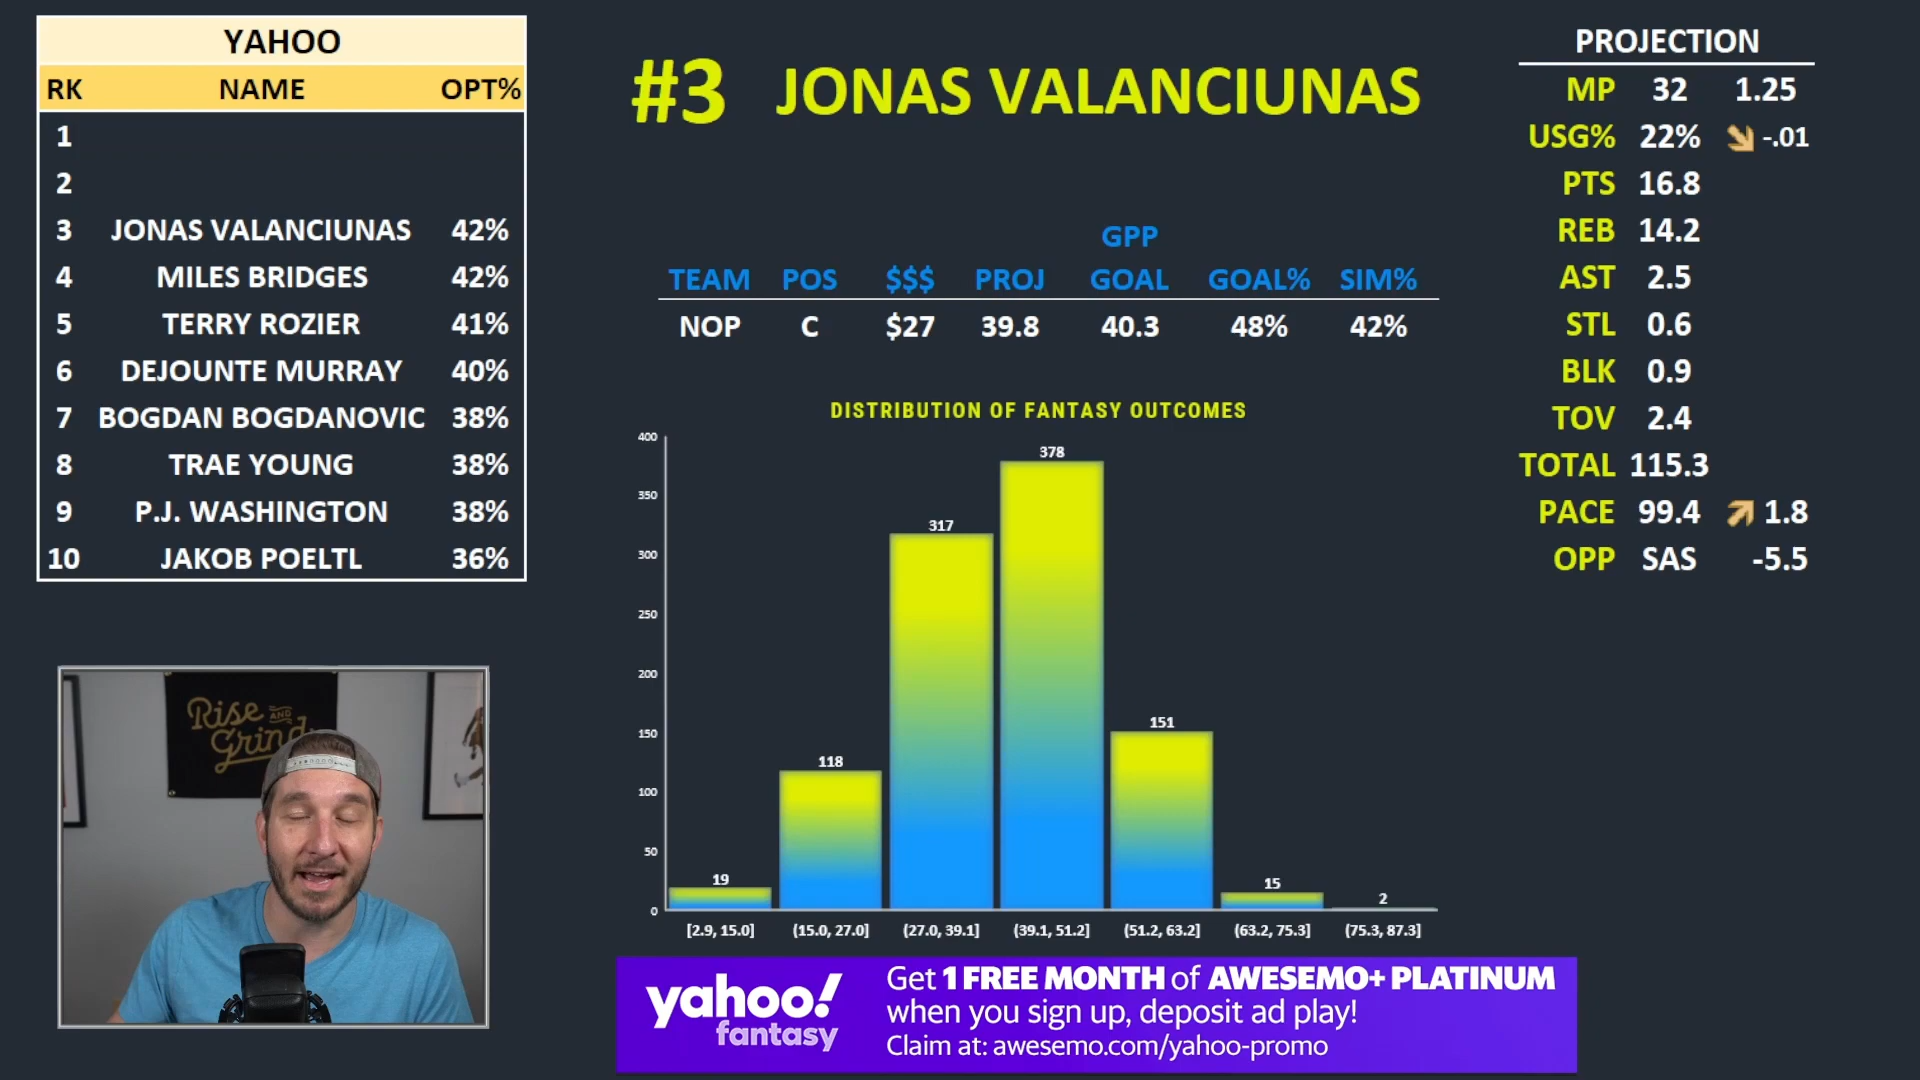 YAHOO
RK NAME OPT%
1
2
3 JONAS VALANCIUNAS 42%
4 MILES BRIDGES 42%
5 TERRY ROZIER 41%
6 DEJOUNTE MURRAY 40%
7 BOGDAN BOGDANOVIC 38%
8 TRAE YOUNG 38%
9 P.J. WASHINGTON 38%
10 JAKOB POELTL 36%
#3 JONAS VALANCIUNAS
GPP
TEAM POS $$$ PROJ GOAL GOAL% SIM%
NOP C $27 39.8 40.3 48% 42%
DISTRIBUTION OF FANTASY OUTCOMES
400
350
300
250
200
150
100
50
0
19 118 317 378 151 15 2
[2.9, 15.0] (15.0, 27.0] (27.0, 39.1] (39.1, 51.2] (51.2, 63.2] (63.2, 75.3] (75.3, 87.3]
PROJECTION
MP 32 1.25
USG% 22% -.01
PTS 16.8
REB 14.2
AST 2.5
STL 0.6
BLK 0.9
TOV 2.4
TOTAL 115.3
PACE 99.4 1.8
OPP SAS -5.5
Rise AND
Grind
yahoo!
fantasy
Get 1 FREE MONTH of AWESEMO+ PLATINUM
when you sign up, deposit ad play!
Claim at: awesemo.com/yahoo-promo